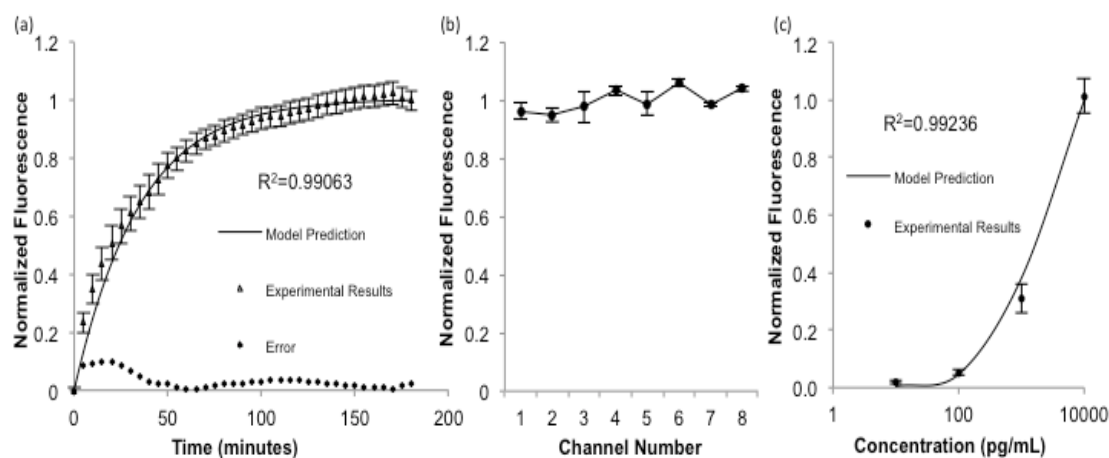 (a)
Normalized Fluorescence
1.2
1
0.8
0.6
0.4
0.2
0
R²=0.99063
Model Prediction
Experimental Results
Error
0
50
100
150
200
Time (minutes)
(b)
Normalized Fluorescence
1.2
1
0.8
0.6
0.4
0.2
0
1 2 3 4 5 6 7 8
Channel Number
(c)
Normalized Fluorescence
1.2
1.0
0.8
0.6
0.4
0.2
0.0
R²=0.99236
Model Prediction
Experimental Results
1
100
10000
Concentration (pg/mL)